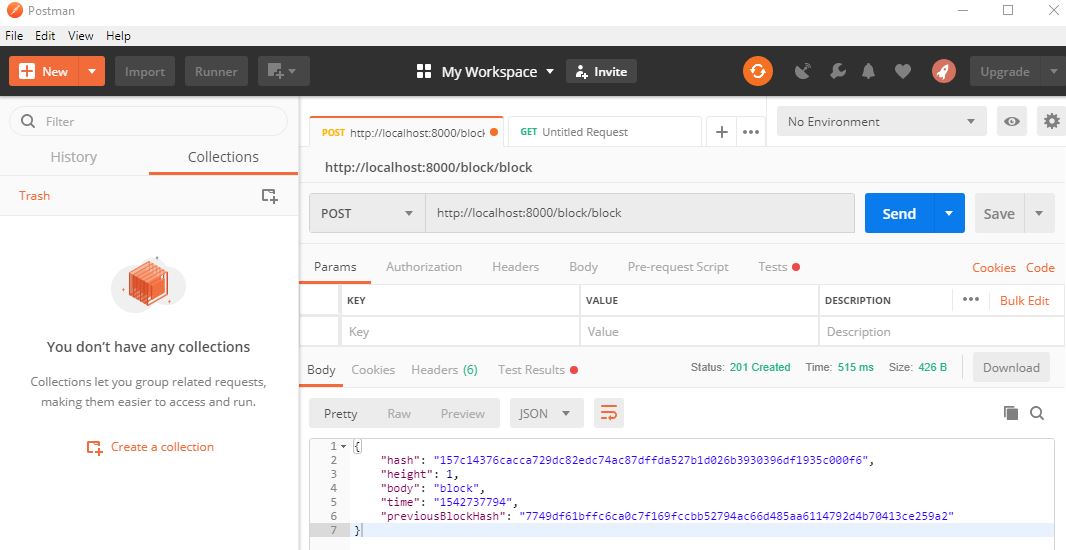 Postman
File Edit View Help
New Import Runner My Workspace Invite Upgrade
Filter
History Collections
Trash
You don't have any collections
Collections let you group related requests,
making them easier to access and run.
Create a collection
POST http://localhost:8000/block GET Untitled Request + ••• No Environment
http://localhost:8000/block/block
POST http://localhost:8000/block/block Send Save
Params Authorization Headers Body Pre-request Script Tests Cookies Code
KEY VALUE DESCRIPTION ••• Bulk Edit
Key Value Description
Body Cookies Headers (6) Test Results Status: 201 Created Time: 515 ms Size: 426 B Download
Pretty Raw Preview JSON
1 {
2 "hash": "157c14376cacca729dc82edc74ac87dffda527b1d026b3930396df1935c000f6",
3 "height": 1,
4 "body": "block",
5 "time": "1542737794",
6 "previousBlockHash": "7749df61bffc6ca0c7f169fccbb52794ac66d485aa6114792d4b70413ce259a2"
7 }